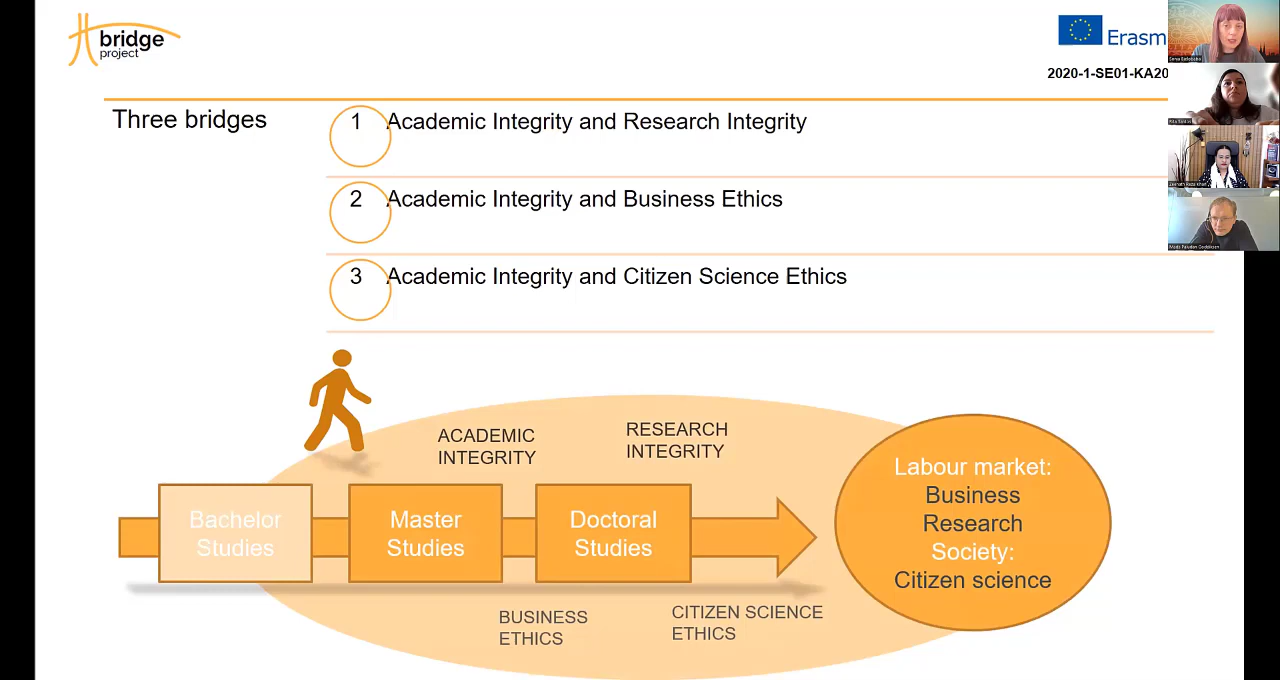 bridge
project
Erasm
2020-1-SE01-KA20
Three bridges
1 Academic Integrity and Research Integrity
2 Academic Integrity and Business Ethics
3 Academic Integrity and Citizen Science Ethics
ACADEMIC
INTEGRITY
RESEARCH
INTEGRITY
Bachelor
Studies
Master
Studies
Doctoral
Studies
Labour market:
Business
Research
Society:
Citizen science
BUSINESS
ETHICS
CITIZEN SCIENCE
ETHICS